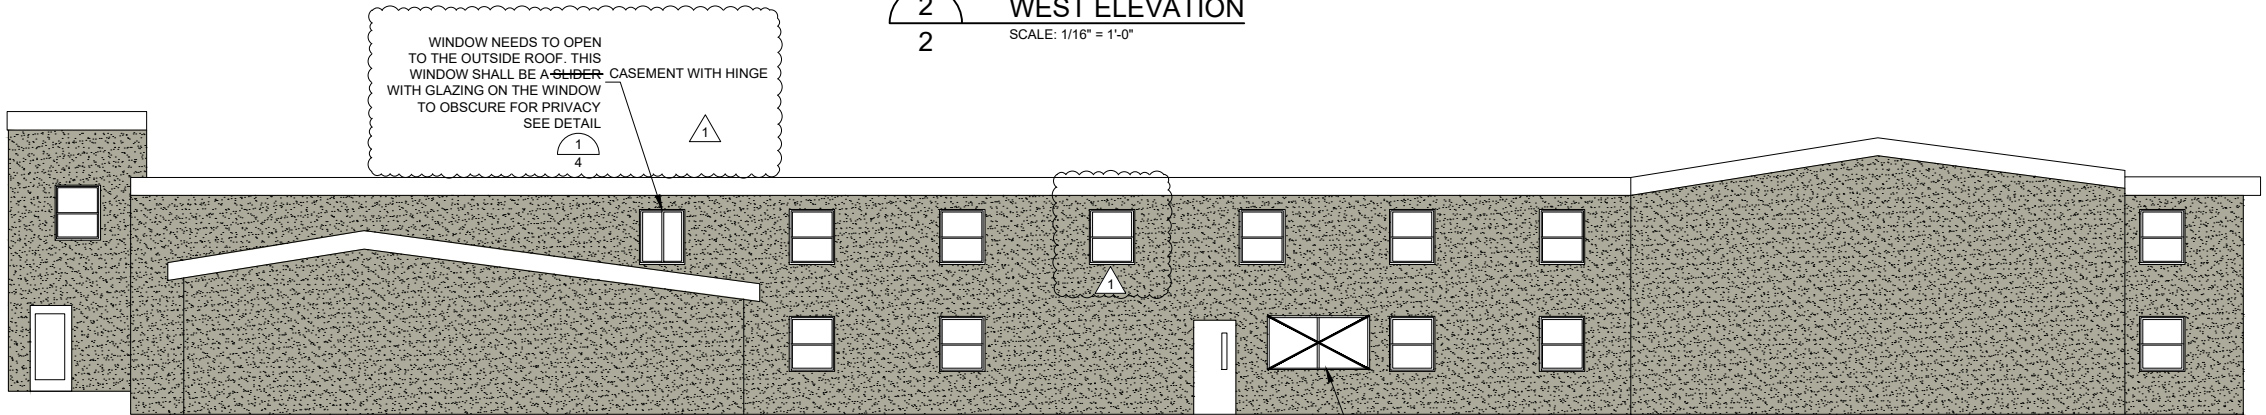 2
WEST ELEVATION
2
SCALE: 1/16" = 1'-0"
WINDOW NEEDS TO OPEN
TO THE OUTSIDE ROOF. THIS
WINDOW SHALL BE A SLIDER CASEMENT WITH HINGE
WITH GLAZING ON THE WINDOW
TO OBSCURE FOR PRIVACY
SEE DETAIL
1
4
1
1